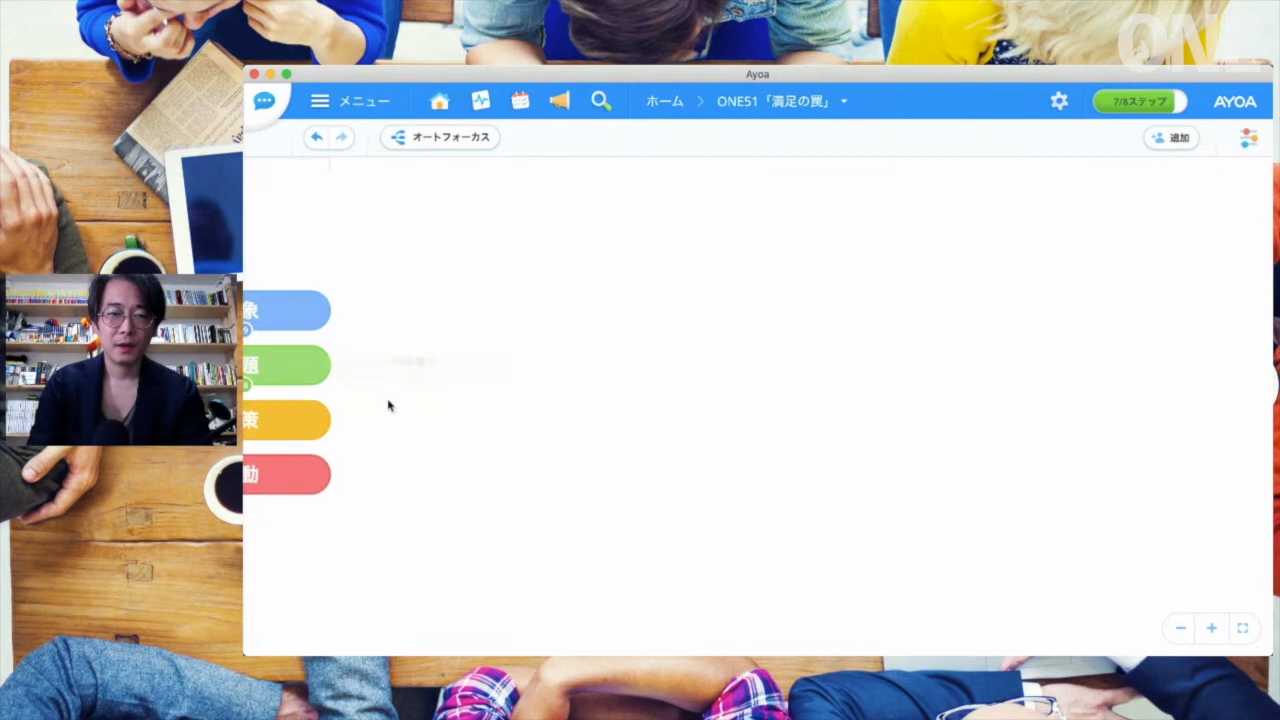 ONE
Ayoa
メニュー
ホーム
ONE51「満足の罠」
7/8ステップ
AYOA
オートフォーカス
追加
象
題
策
動